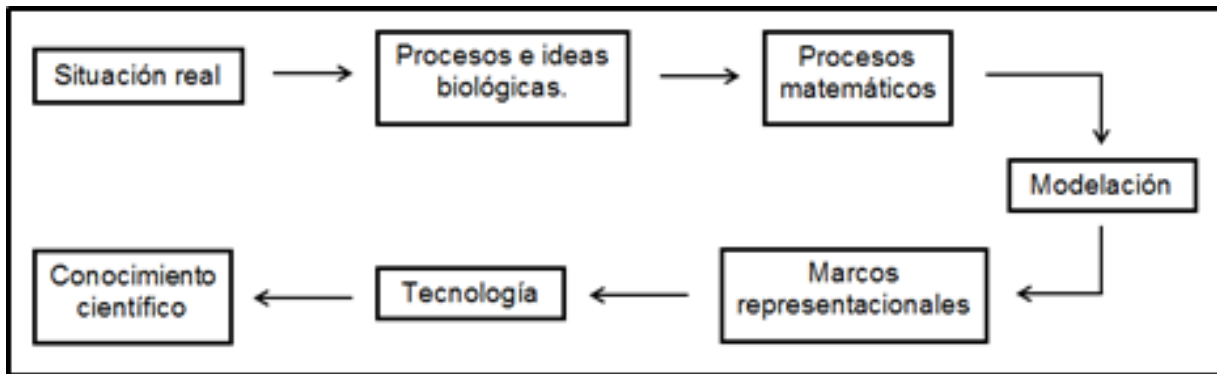 Situación real
Procesos e ideas
biológicas.
Procesos
matemáticos
Modelación
Marcos
representacionales
Tecnología
Conocimiento
científico